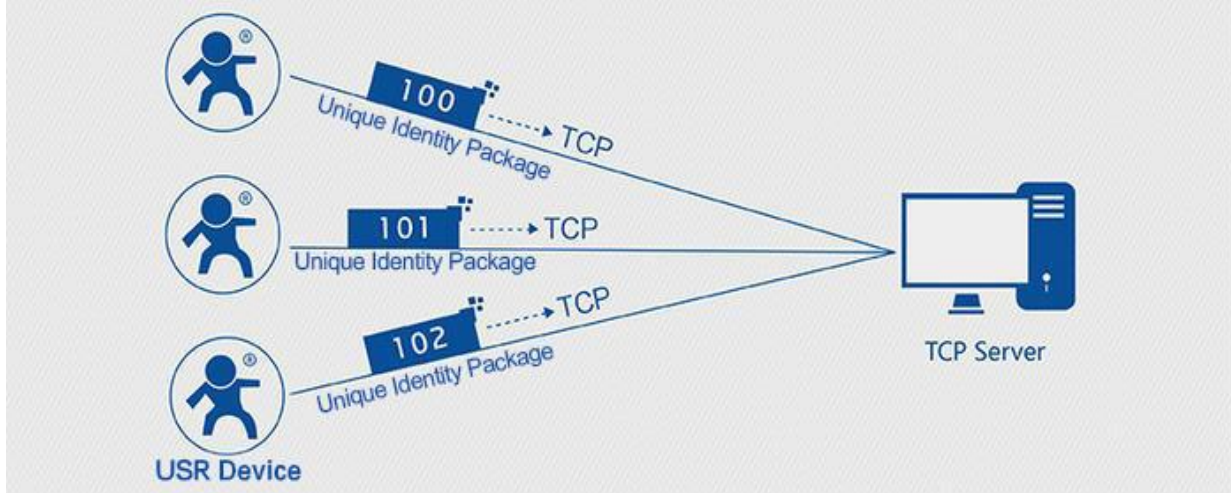 ®
100
Unique Identity Package
TCP
®
101
Unique Identity Package
TCP
®
102
Unique Identity Package
TCP
TCP Server
USR Device